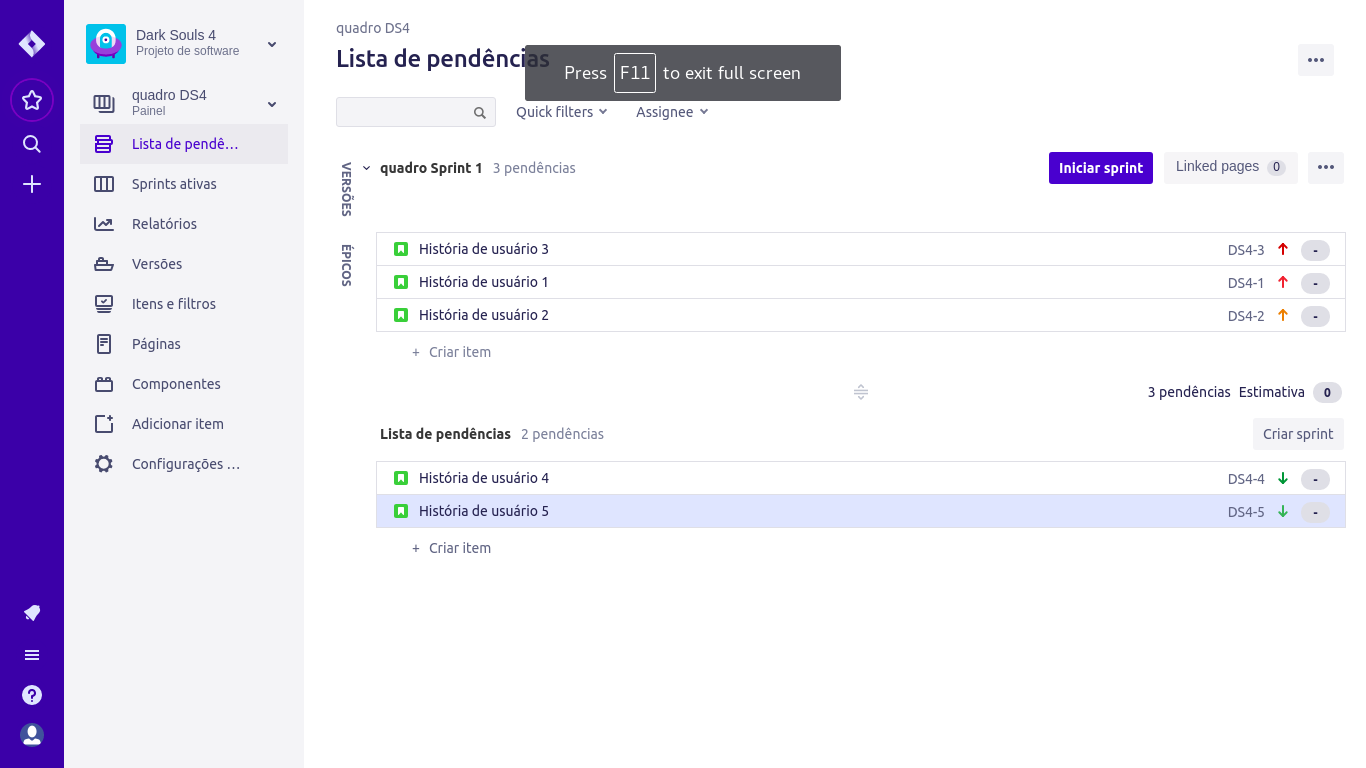 Dark Souls 4
Projeto de software
quadro DS4
Painel
Lista de pendê…
Sprints ativas
Relatórios
Versões
Itens e filtros
Páginas
Componentes
Adicionar item
Configurações …
quadro DS4
Lista de pendências
Press F11 to exit full screen
Quick filters
Assignee
VERSÕES
ÉPICOS
quadro Sprint 1 3 pendências
Iniciar sprint
Linked pages 0
História de usuário 3 DS4-3 -
História de usuário 1 DS4-1 -
História de usuário 2 DS4-2 -
+ Criar item
3 pendências Estimativa 0
Lista de pendências 2 pendências
Criar sprint
História de usuário 4 DS4-4 -
História de usuário 5 DS4-5 -
+ Criar item